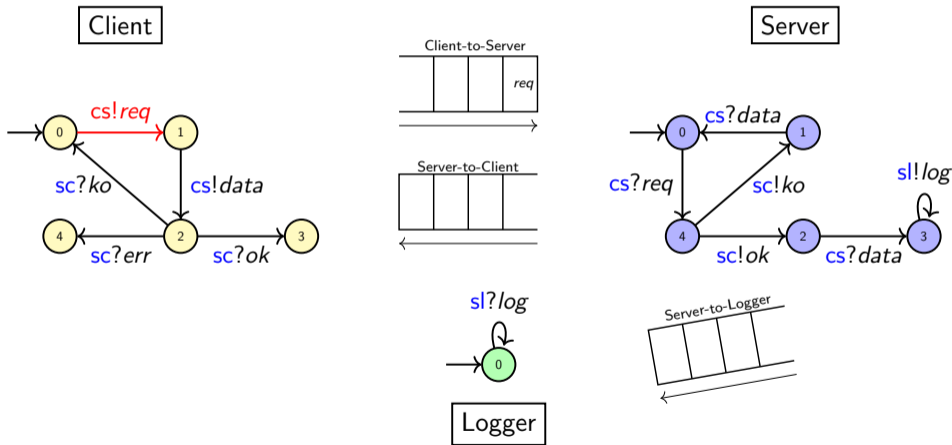 Client
Server
Client-to-Server
req
cs!req
0
1
sc?ko
cs!data
4
2
3
sc?err
sc?ok
Server-to-Client
cs?data
0
1
cs?req
sc!ko
sl!log
4
2
3
sc!ok
cs?data
sl?log
0
Logger
Server-to-Logger